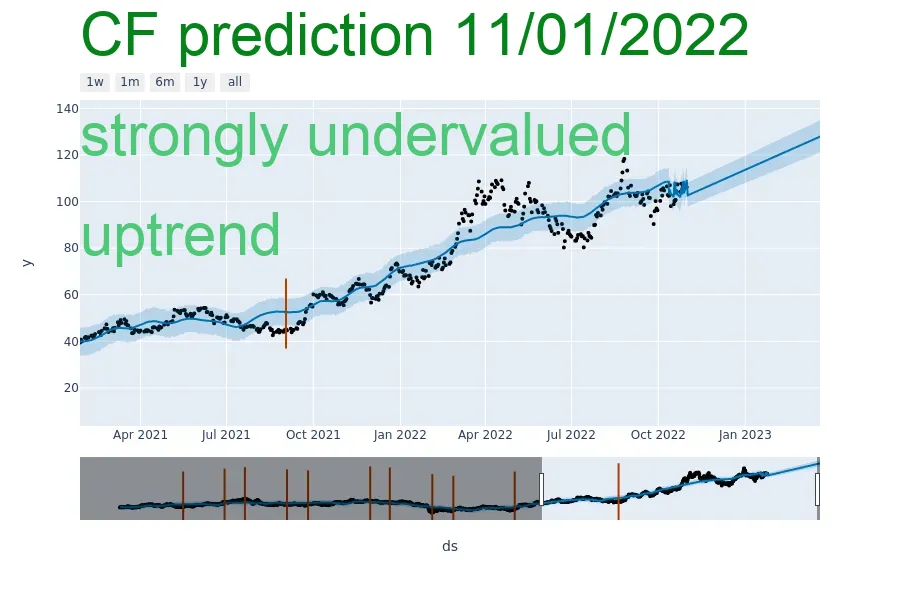 CF prediction 11/01/2022
1w 1m 6m 1y all
strongly undervalued
uptrend
140
120
100
80
60
40
20
y
Apr 2021 Jul 2021 Oct 2021 Jan 2022 Apr 2022 Jul 2022 Oct 2022 Jan 2023
ds